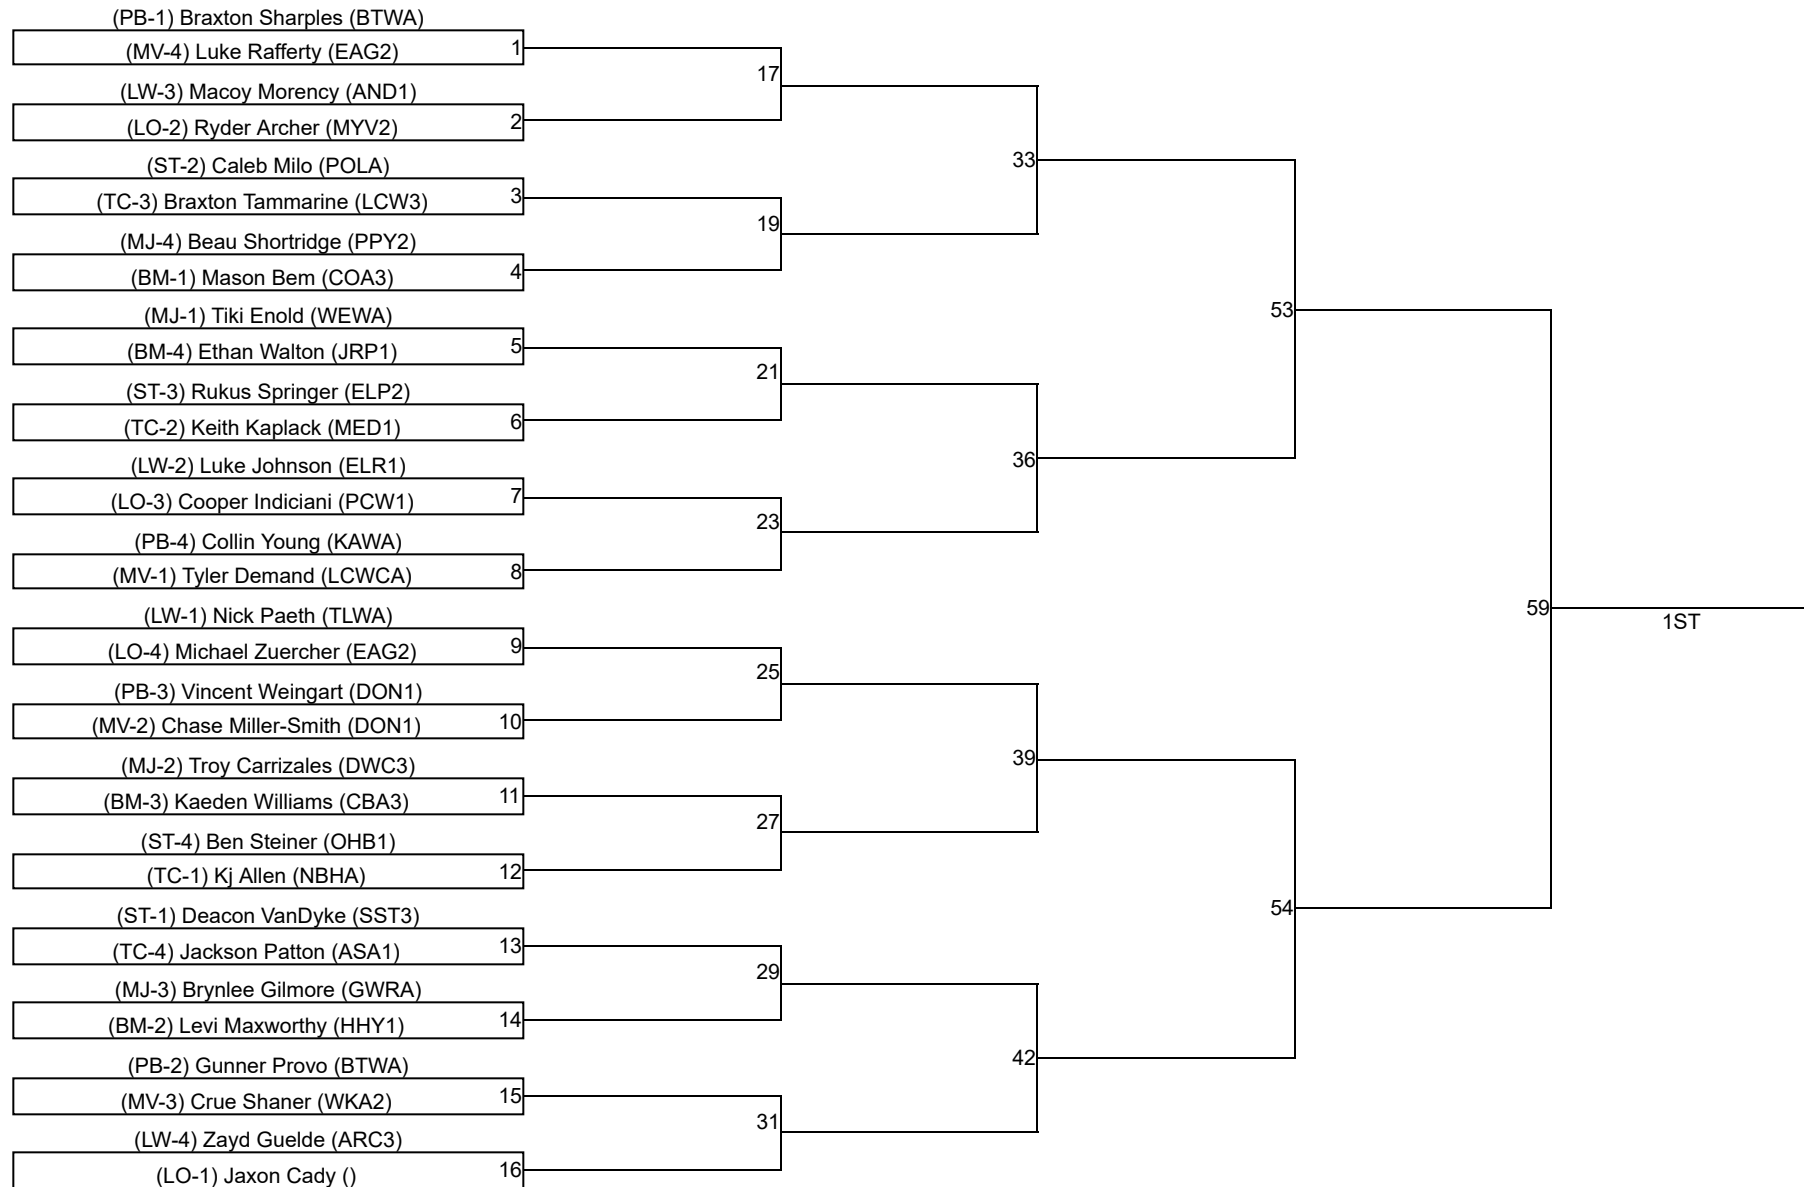 (PB-1) Braxton Sharples (BTWA)
(MV-4) Luke Rafferty (EAG2) 1
17
(LW-3) Macoy Morency (AND1)
(LO-2) Ryder Archer (MYV2) 2
33
(ST-2) Caleb Milo (POLA)
(TC-3) Braxton Tammarine (LCW3) 3
19
(MJ-4) Beau Shortridge (PPY2)
(BM-1) Mason Bem (COA3) 4
53
(MJ-1) Tiki Enold (WEWA)
(BM-4) Ethan Walton (JRP1) 5
21
(ST-3) Rukus Springer (ELP2)
(TC-2) Keith Kaplack (MED1) 6
36
(LW-2) Luke Johnson (ELR1)
(LO-3) Cooper Indiciani (PCW1) 7
23
(PB-4) Collin Young (KAWA)
(MV-1) Tyler Demand (LCWCA) 8
59
1ST
(LW-1) Nick Paeth (TLWA)
(LO-4) Michael Zuercher (EAG2) 9
25
(PB-3) Vincent Weingart (DON1)
(MV-2) Chase Miller-Smith (DON1) 10
39
(MJ-2) Troy Carrizales (DWC3)
(BM-3) Kaeden Williams (CBA3) 11
27
(ST-4) Ben Steiner (OHB1)
(TC-1) Kj Allen (NBHA) 12
54
(ST-1) Deacon VanDyke (SST3)
(TC-4) Jackson Patton (ASA1) 13
29
(MJ-3) Brynlee Gilmore (GWRA)
(BM-2) Levi Maxworthy (HHY1) 14
42
(PB-2) Gunner Provo (BTWA)
(MV-3) Crue Shaner (WKA2) 15
31
(LW-4) Zayd Guelde (ARC3)
(LO-1) Jaxon Cady () 16